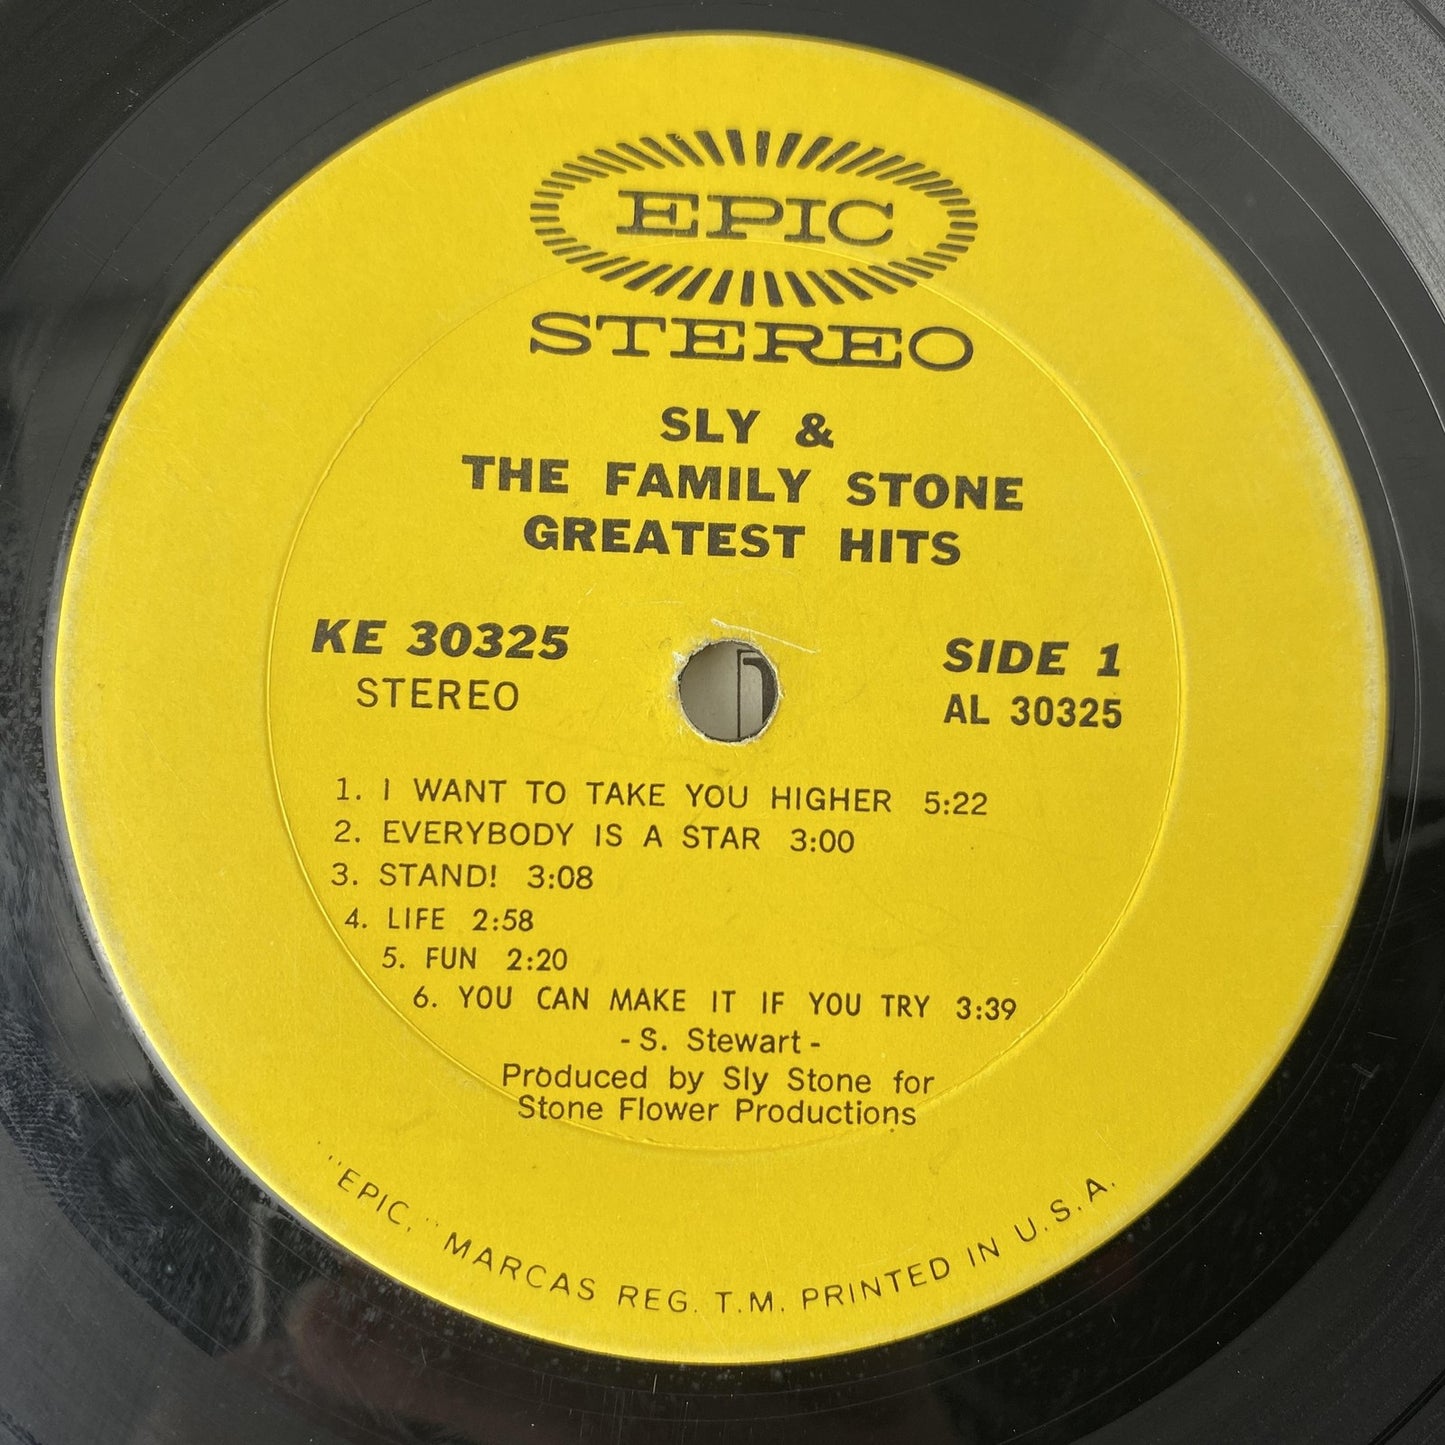 EPIC
STEREO
SLY &
THE FAMILY STONE
GREATEST HITS
KE 30325
STEREO
SIDE 1
AL 30325
1. I WANT TO TAKE YOU HIGHER 5:22
2. EVERYBODY IS A STAR 3:00
3. STAND! 3:08
4. LIFE 2:58
5. FUN 2:20
6. YOU CAN MAKE IT IF YOU TRY 3:39
- S. Stewart -
Produced by Sly Stone for
Stone Flower Productions
"EPIC," MARCAS REG. T.M. PRINTED IN U.S.A.